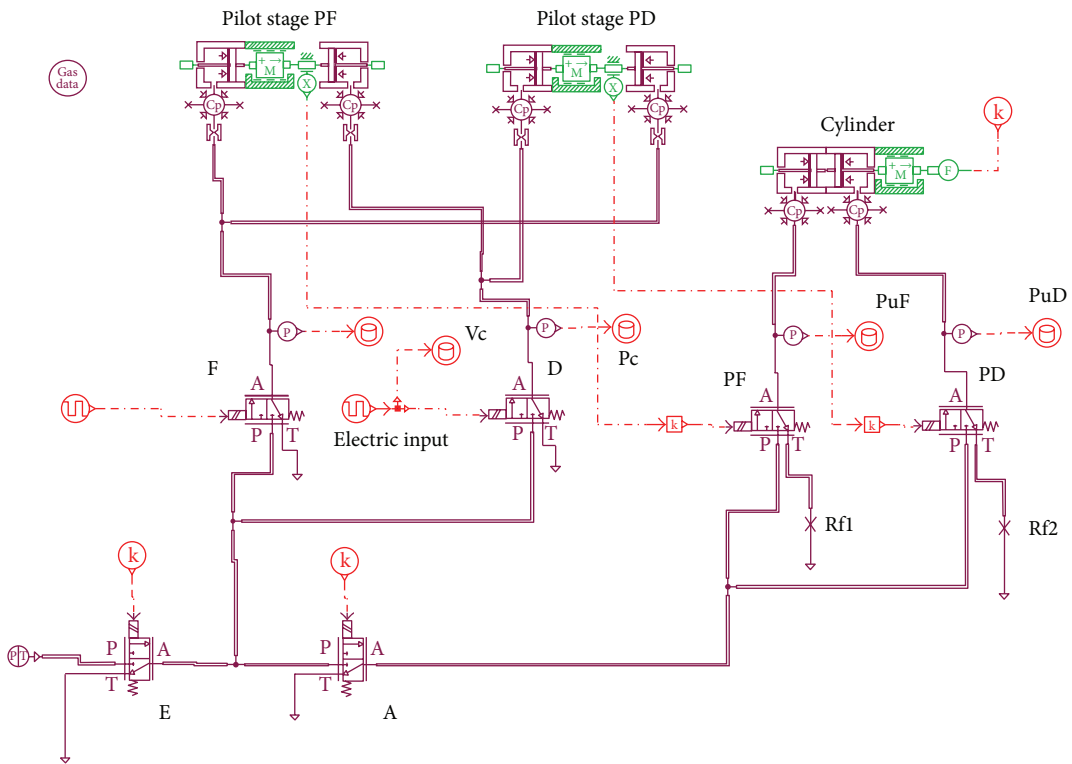 Pilot stage PF
Pilot stage PD
Gas
data
M
M
X
X
k
Cp
Cp
Cp
Cp
Cylinder
M
F
Cp
Cp
PuF
PuD
P
Vc
P
Pc
P
P
F
D
PF
PD
A
A
A
A
P
T
Electric input
P
T
k
P
T
k
P
T
Rf1
Rf2
k
k
P
A
P
A
PT
T
T
E
A